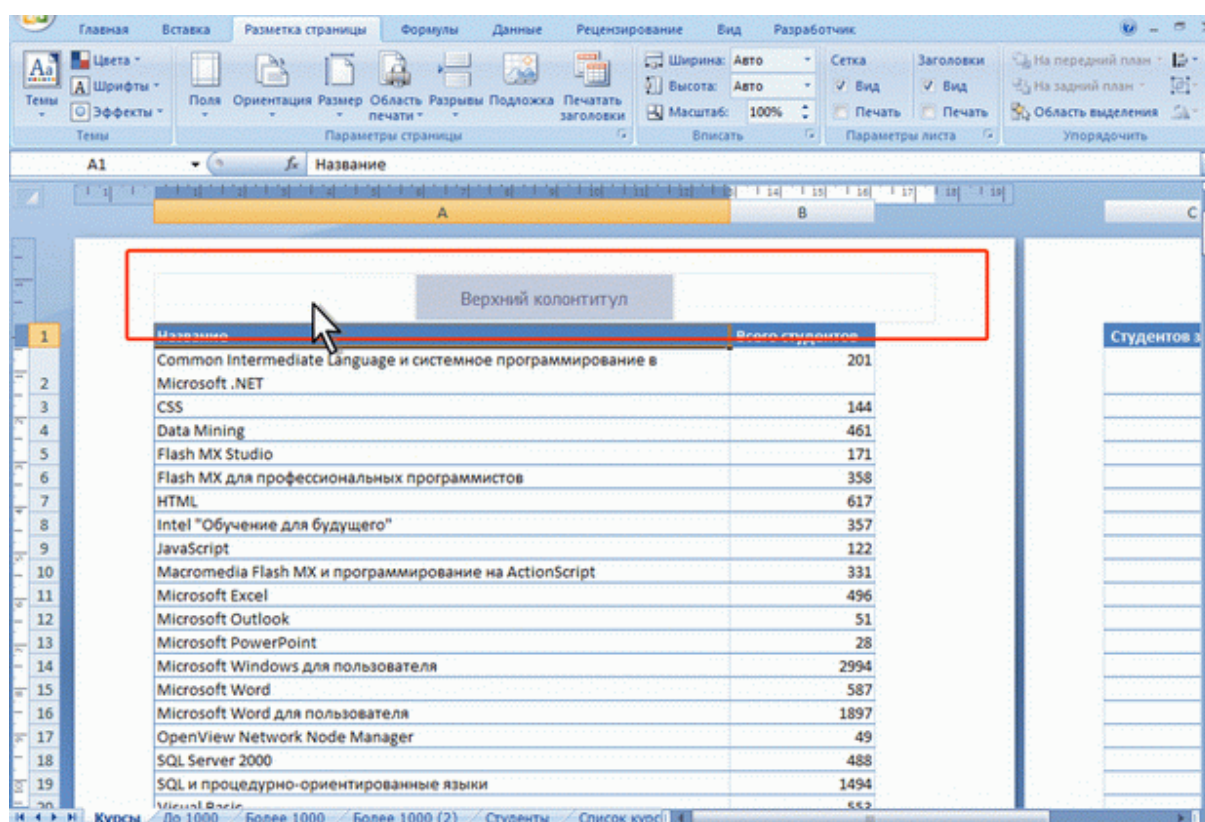 Главная Вставка Разметка страницы Формулы Данные Рецензирование Вид Разработчик
Цвета
Шрифты
Эффекты
Темы
Поля Ориентация Размер Область печати Разрывы Подложка Печатать заголовки
Ширина: Авто
Высота: Авто
Масштаб: 100%
Сетка Заголовки
Вид Вид
Печать Печать
На передний план
На задний план
Область выделения
Темы Параметры страницы Вписать Параметры листа Упорядочить
A1 fx Название
A B C
Верхний колонтитул
1 Название Всего студентов Студентов з
Common Intermediate Language и системное программирование в 201
2 Microsoft .NET
3 CSS 144
4 Data Mining 461
5 Flash MX Studio 171
6 Flash MX для профессиональных программистов 358
7 HTML 617
8 Intel "Обучение для будущего" 357
9 JavaScript 122
10 Macromedia Flash MX и программирование на ActionScript 331
11 Microsoft Excel 496
12 Microsoft Outlook 51
13 Microsoft PowerPoint 28
14 Microsoft Windows для пользователя 2994
15 Microsoft Word 587
16 Microsoft Word для пользователя 1897
17 OpenView Network Node Manager 49
18 SQL Server 2000 488
19 SQL и процедурно-ориентированные языки 1494
20 Visual Basic 552
Курсы До 1000 Более 1000 Более 1000 (2) Студенты Список курс